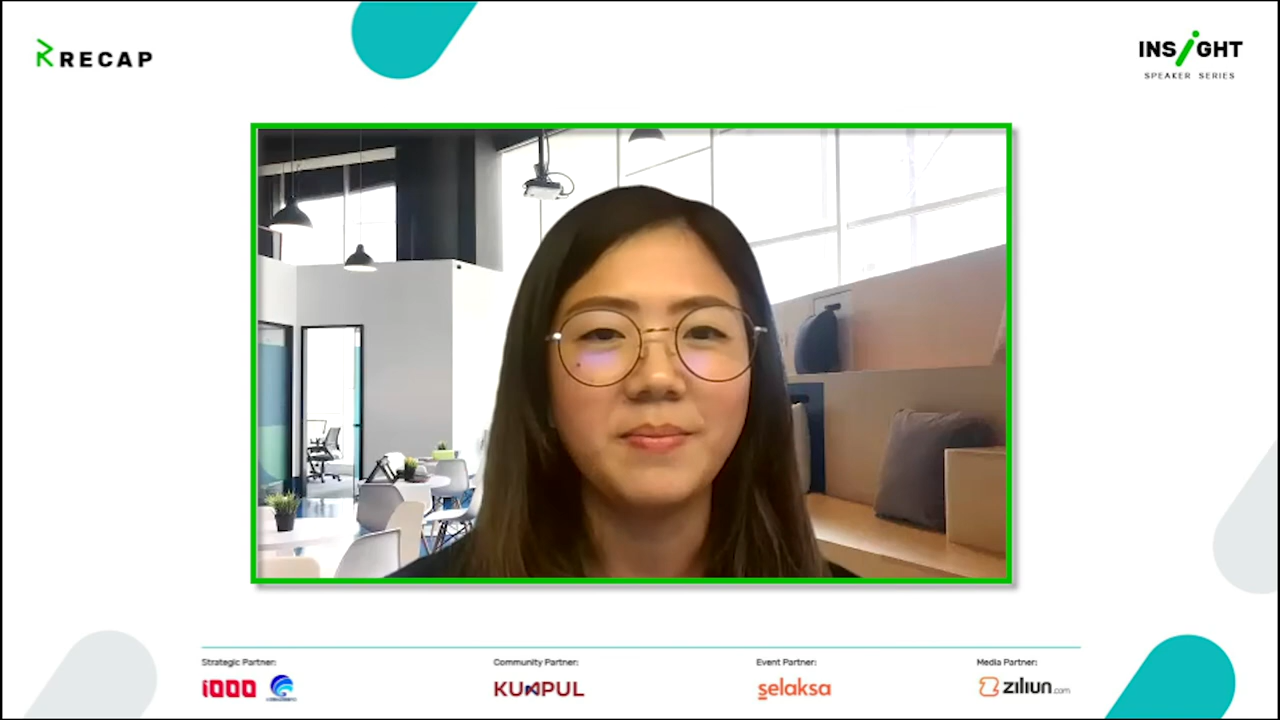 RECAP
INSIGHT
SPEAKER SERIES
Strategic Partner:
Community Partner:
Event Partner:
Media Partner:
1000
KUMPUL
selaksa
ziliun.com